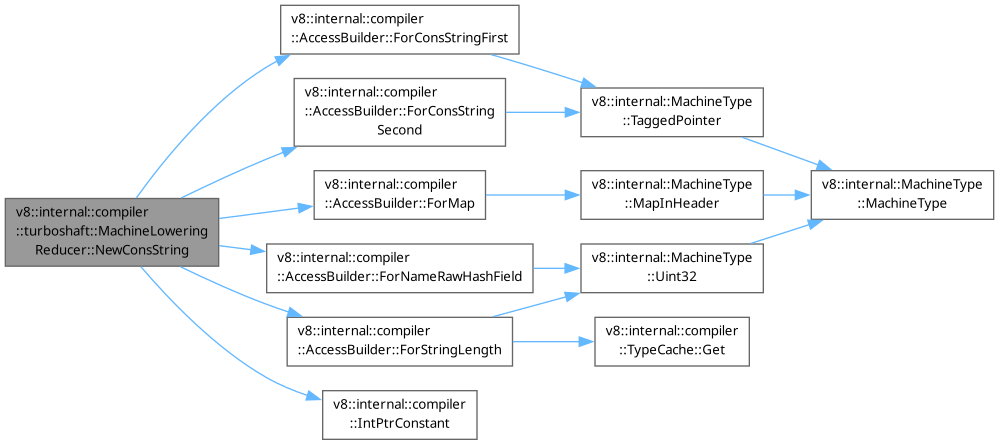 v8::internal::compiler
::turboshaft::MachineLowering
Reducer::NewConsString
v8::internal::compiler
::AccessBuilder::ForConsStringFirst
v8::internal::compiler
::AccessBuilder::ForConsString
Second
v8::internal::compiler
::AccessBuilder::ForMap
v8::internal::compiler
::AccessBuilder::ForNameRawHashField
v8::internal::compiler
::AccessBuilder::ForStringLength
v8::internal::compiler
::IntPtrConstant
v8::internal::MachineType
::TaggedPointer
v8::internal::MachineType
::MapInHeader
v8::internal::MachineType
::Uint32
v8::internal::compiler
::TypeCache::Get
v8::internal::MachineType
::MachineType